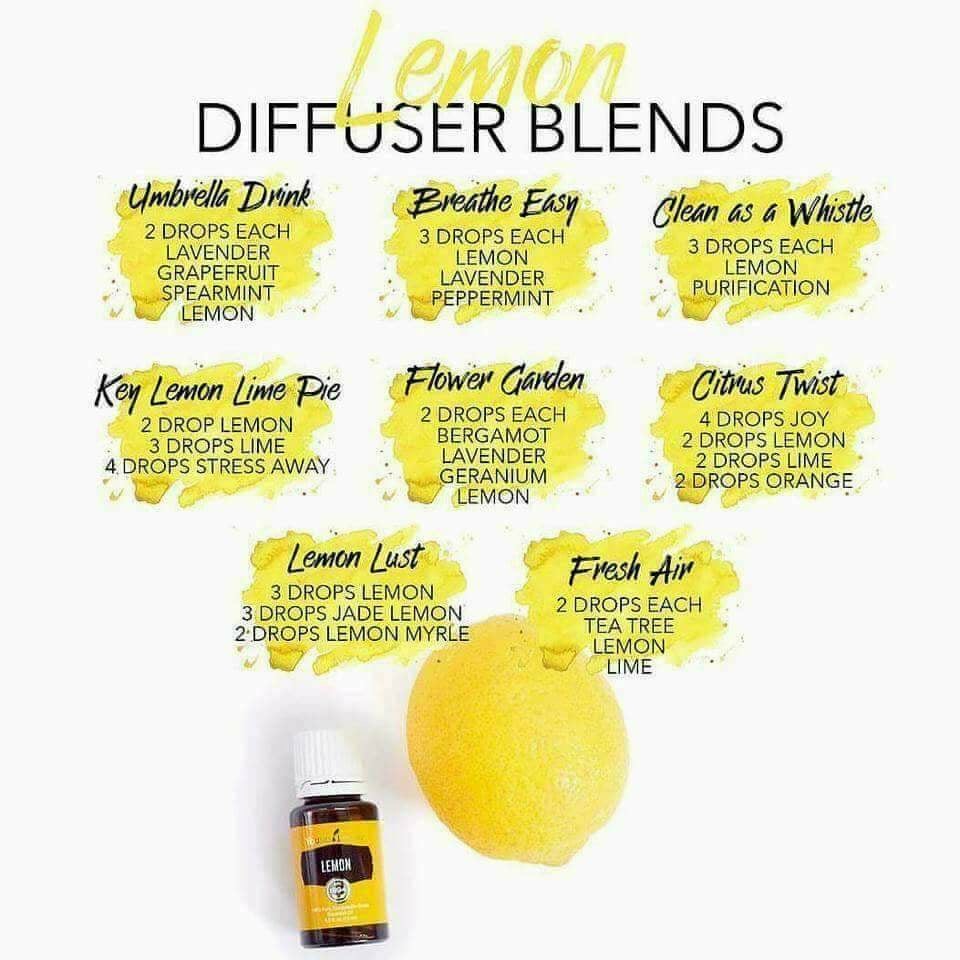 Lemon
DIFFUSER BLENDS
Umbrella Drink
2 DROPS EACH
LAVENDER
GRAPEFRUIT
SPEARMINT
LEMON
Breathe Easy
3 DROPS EACH
LEMON
LAVENDER
PEPPERMINT
Clean as a Whistle
3 DROPS EACH
LEMON
PURIFICATION
Key Lemon Lime Pie
2 DROP LEMON
3 DROPS LIME
4 DROPS STRESS AWAY
Flower Garden
2 DROPS EACH
BERGAMOT
LAVENDER
GERANIUM
LEMON
Citrus Twist
4 DROPS JOY
2 DROPS LEMON
2 DROPS LIME
2 DROPS ORANGE
Lemon Lust
3 DROPS LEMON
3 DROPS JADE LEMON
2 DROPS LEMON MYRLE
Fresh Air
2 DROPS EACH
TEA TREE
LEMON
LIME
LEMON